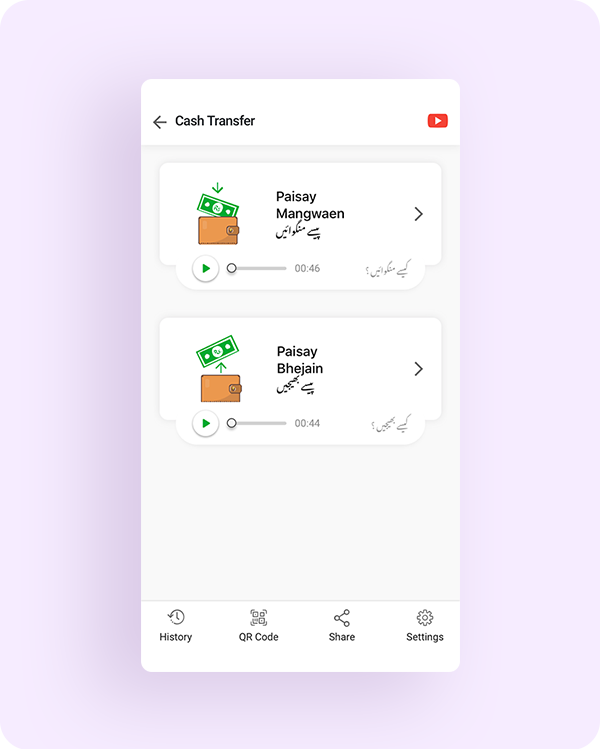 Cash Transfer
Paisay
Mangwaen
پیسے منگوائیں
00:46
کیسے منگوائیں؟
Paisay
Bhejain
پیسے بھیجیں
00:44
کیسے بھیجیں؟
History
QR Code
Share
Settings